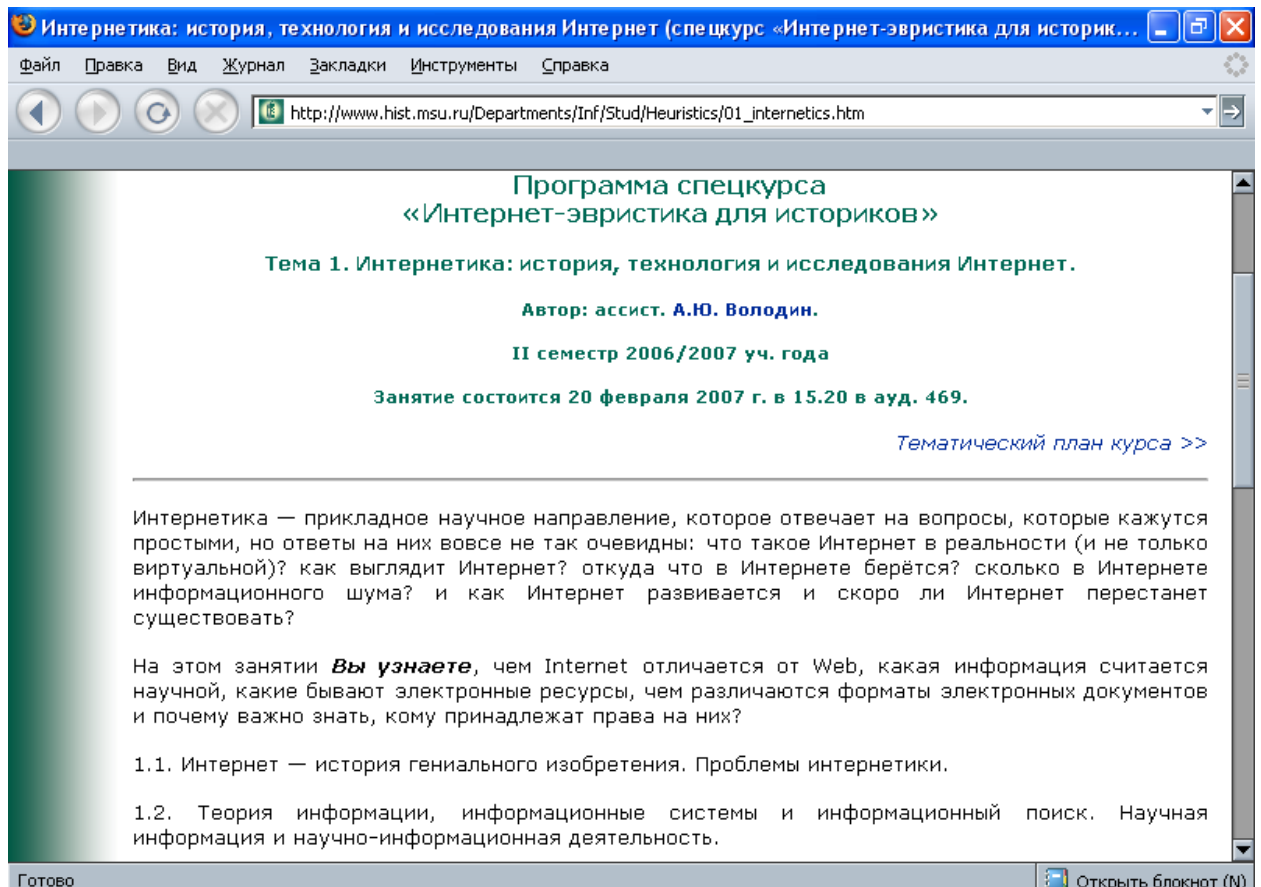 Интернетика: история, технология и исследования Интернет (спецкурс «Интернет-эвристика для историк...
Файл Правка Вид Журнал Закладки Инструменты Справка
http://www.hist.msu.ru/Departments/Inf/Stud/Heuristics/01_internetics.htm
Программа спецкурса
«Интернет-эвристика для историков»
Тема 1. Интернетика: история, технология и исследования Интернет.
Автор: ассист. А.Ю. Володин.
II семестр 2006/2007 уч. года
Занятие состоится 20 февраля 2007 г. в 15.20 в ауд. 469.
Тематический план курса >>
Интернетика — прикладное научное направление, которое отвечает на вопросы, которые кажутся
простыми, но ответы на них вовсе не так очевидны: что такое Интернет в реальности (и не только
виртуальной)? как выглядит Интернет? откуда что в Интернете берётся? сколько в Интернете
информационного шума? и как Интернет развивается и скоро ли Интернет перестанет
существовать?
На этом занятии Вы узнаете, чем Internet отличается от Web, какая информация считается
научной, какие бывают электронные ресурсы, чем различаются форматы электронных документов
и почему важно знать, кому принадлежат права на них?
1.1. Интернет — история гениального изобретения. Проблемы интернетики.
1.2. Теория информации, информационные системы и информационный поиск. Научная
информация и научно-информационная деятельность.
Готово
Открыть блокнот (N)